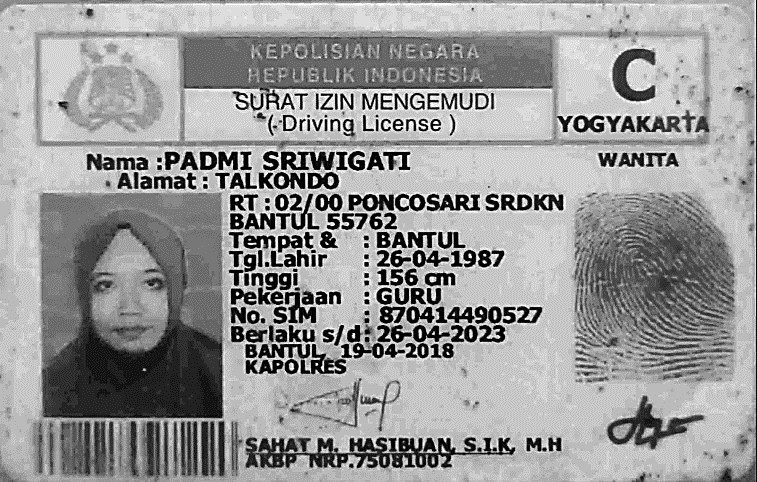 KEPOLISIAN NEGARA
REPUBLIK INDONESIA
SURAT IZIN MENGEMUDI
( Driving License )
C
YOGYAKARTA
WANITA
Nama : PADMI SRIWIGATI
Alamat : TALKONDO
RT : 02/00 PONCOSARI SRDKN
BANTUL 55762
Tempat & : BANTUL
Tgl.Lahir : 26-04-1987
Tinggi : 156 cm
Pekerjaan : GURU
No. SIM : 870414490527
Berlaku s/d : 26-04-2023
BANTUL, 19-04-2018
KAPOLRES
SAHAT M. HASIBUAN, S.I.K, M.H
AKBP NRP.75081002